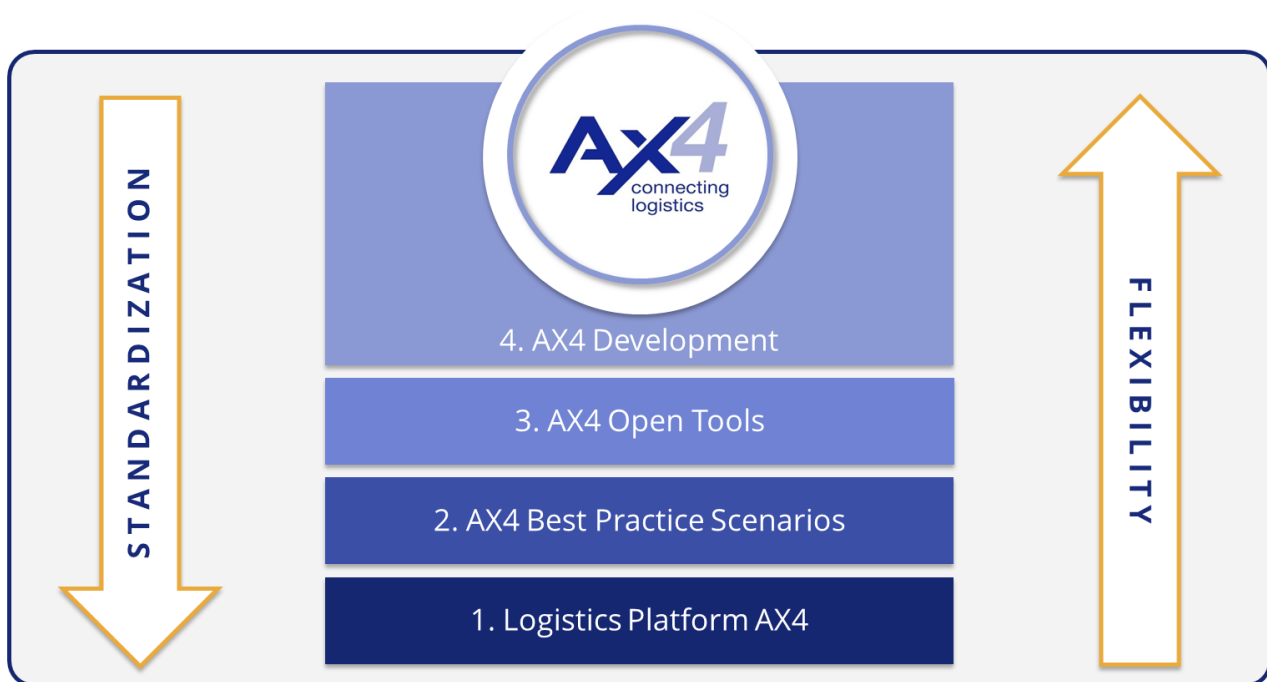 AX4
connecting
logistics
STANDARDIZATION
4. AX4 Development
3. AX4 Open Tools
2. AX4 Best Practice Scenarios
1. Logistics Platform AX4
FLEXIBILITY